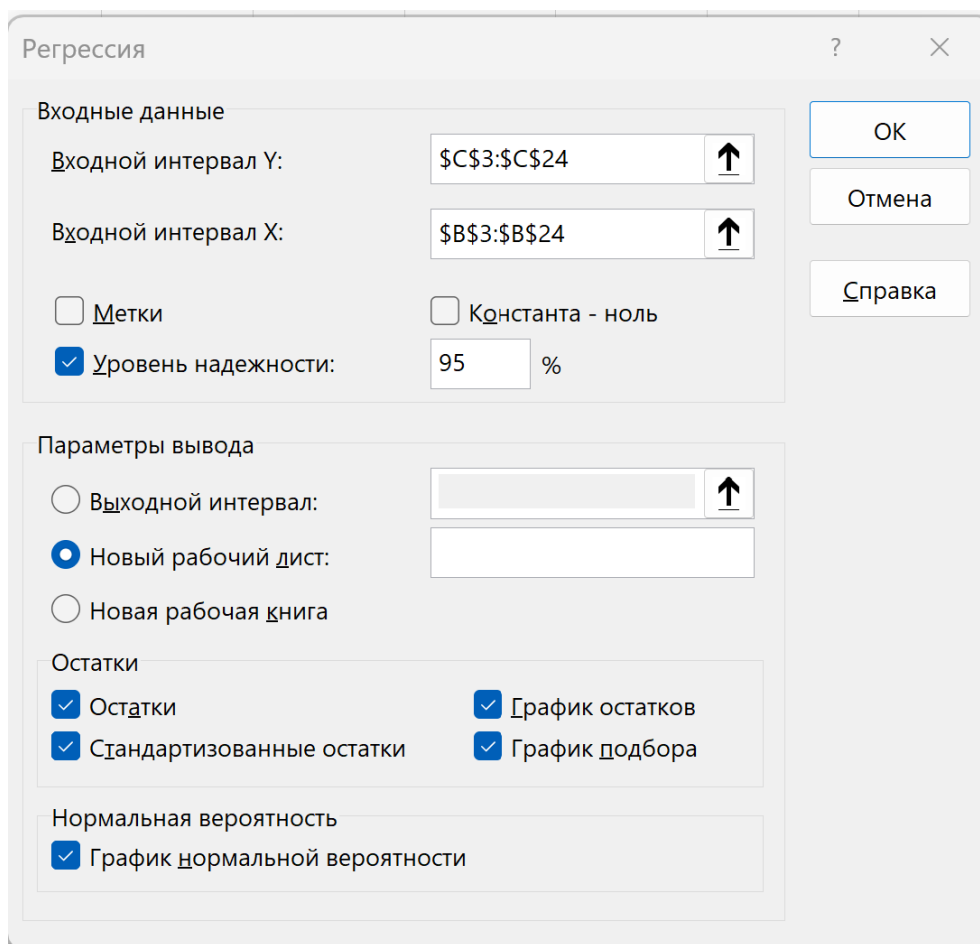 Регрессия ?
Входные данные
Входной интервал Y: $C$3:$C$24
Входной интервал X: $B$3:$B$24
Метки Константа - ноль
Уровень надежности: 95 %
ОК
Отмена
Справка
Параметры вывода
Выходной интервал:
Новый рабочий лист:
Новая рабочая книга
Остатки
Остатки График остатков
Стандартизованные остатки График подбора
Нормальная вероятность
График нормальной вероятности